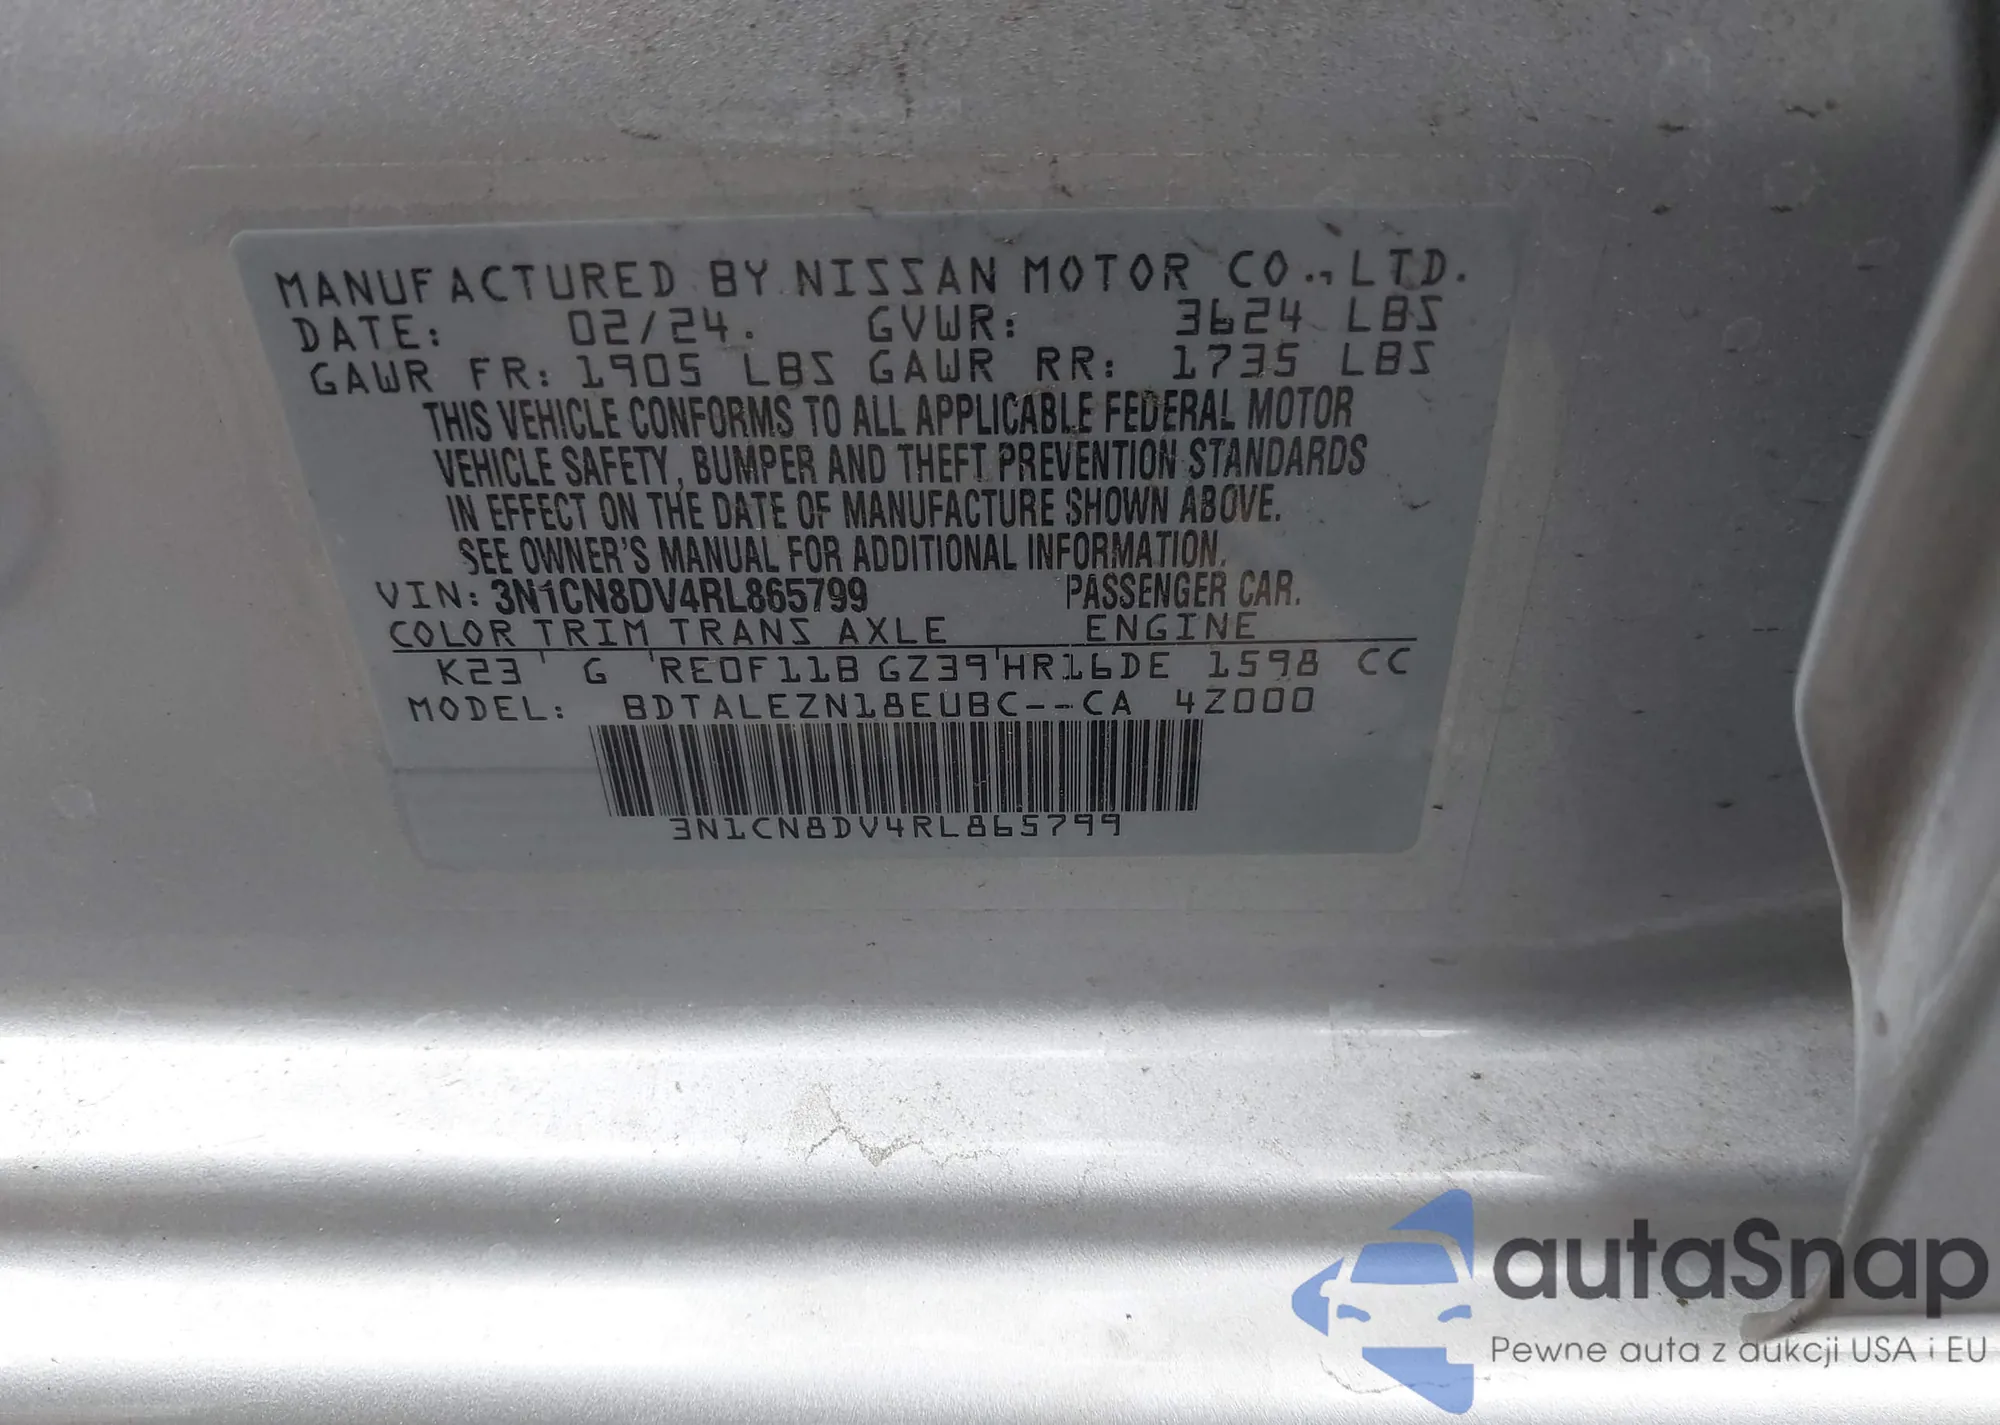 MANUFACTURED BY NISSAN MOTOR CO., LTD.
DATE: 02/24. GVWR: 3624 LBS
GAWR FR: 1905 LBS GAWR RR: 1735 LBS
THIS VEHICLE CONFORMS TO ALL APPLICABLE FEDERAL MOTOR
VEHICLE SAFETY, BUMPER AND THEFT PREVENTION STANDARDS
IN EFFECT ON THE DATE OF MANUFACTURE SHOWN ABOVE.
SEE OWNER'S MANUAL FOR ADDITIONAL INFORMATION.
VIN: 3N1CN8DV4RL865799 PASSENGER CAR.
COLOR TRIM TRANS AXLE ENGINE
K23 G RE0F11B GZ39 HR16DE 1598 CC
MODEL: BDTALEZN18EUBC--CA 4Z000
3N1CN8DV4RL865799
autaSnap
Pewne auta z aukcji USA i EU